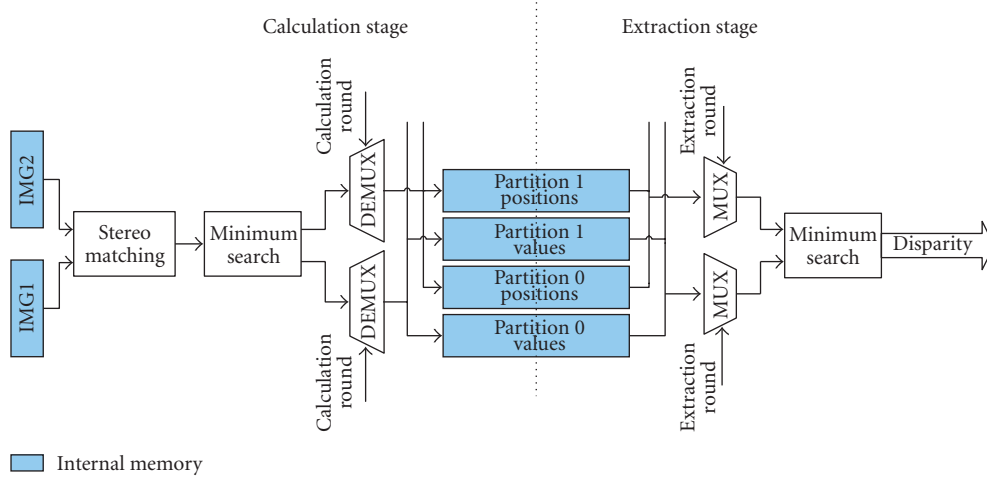 Calculation stage
Extraction stage
Calculation
round
Extraction
round
IMG2
DEMUX
MUX
Partition 1
positions
Stereo
matching
Minimum
search
Partition 1
values
Minimum
search
Disparity
IMG1
DEMUX
MUX
Partition 0
positions
Partition 0
values
Calculation
round
Extraction
round
Internal memory